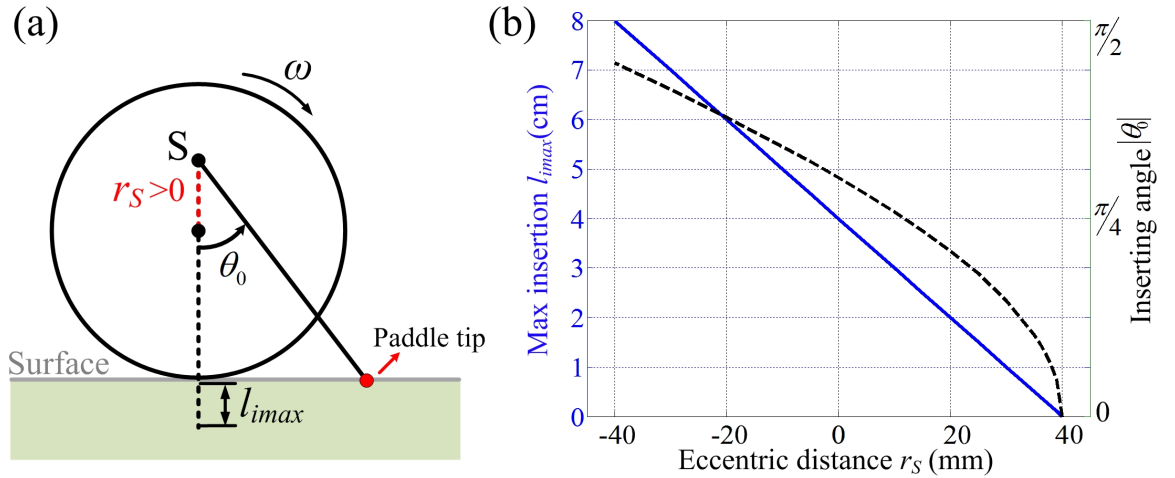 (a)
ω
S
r_S>0
θ_0
Paddle tip
Surface
l_imax
(b)
Max insertion l_imax(cm)
8
7
6
5
4
3
2
1
0
-40 -20 0 20 40
Eccentric distance r_S (mm)
π/2
π/4
0
Inserting angle|θ_0|